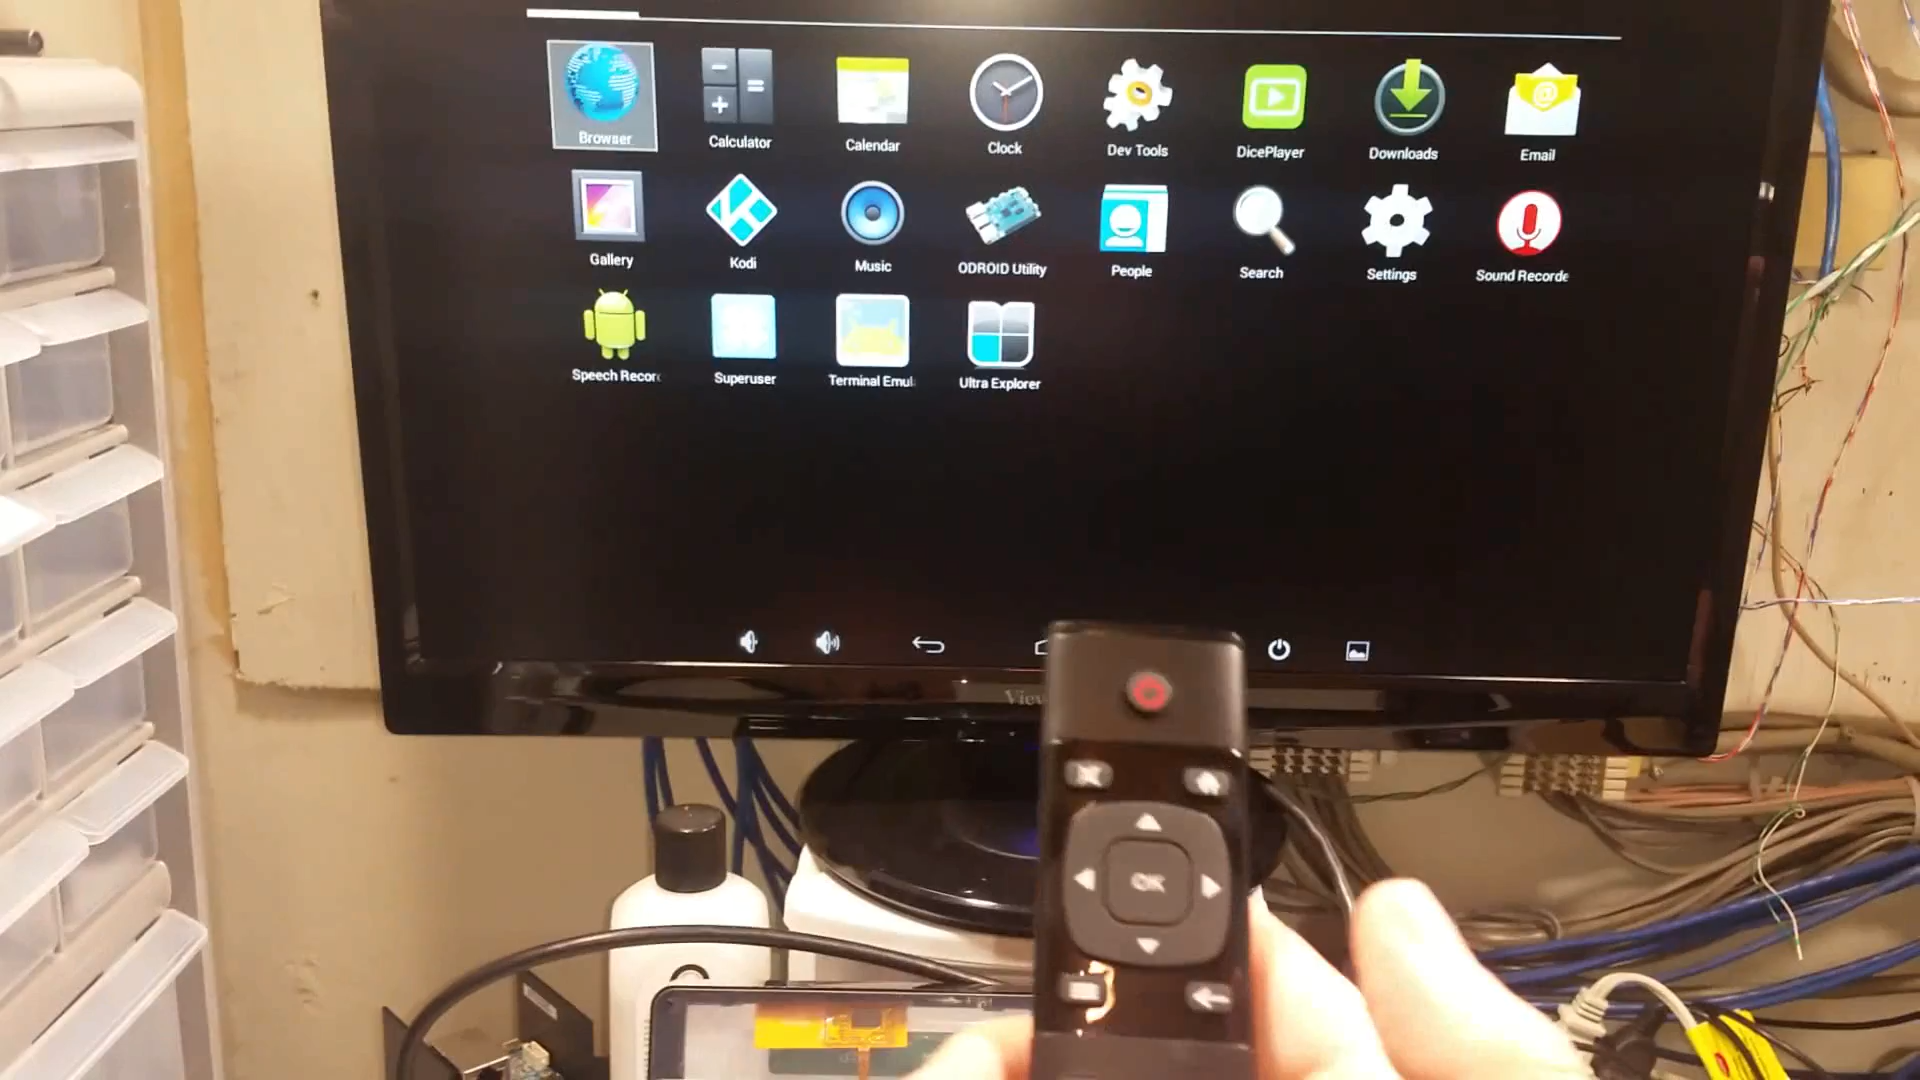 Browser
Calculator
Calendar
Clock
Dev Tools
DicePlayer
Downloads
Email
Gallery
Kodi
Music
ODROID Utility
People
Search
Settings
Sound Recorde
Speech Recor
Superuser
Terminal Emul
Ultra Explorer
View
OK